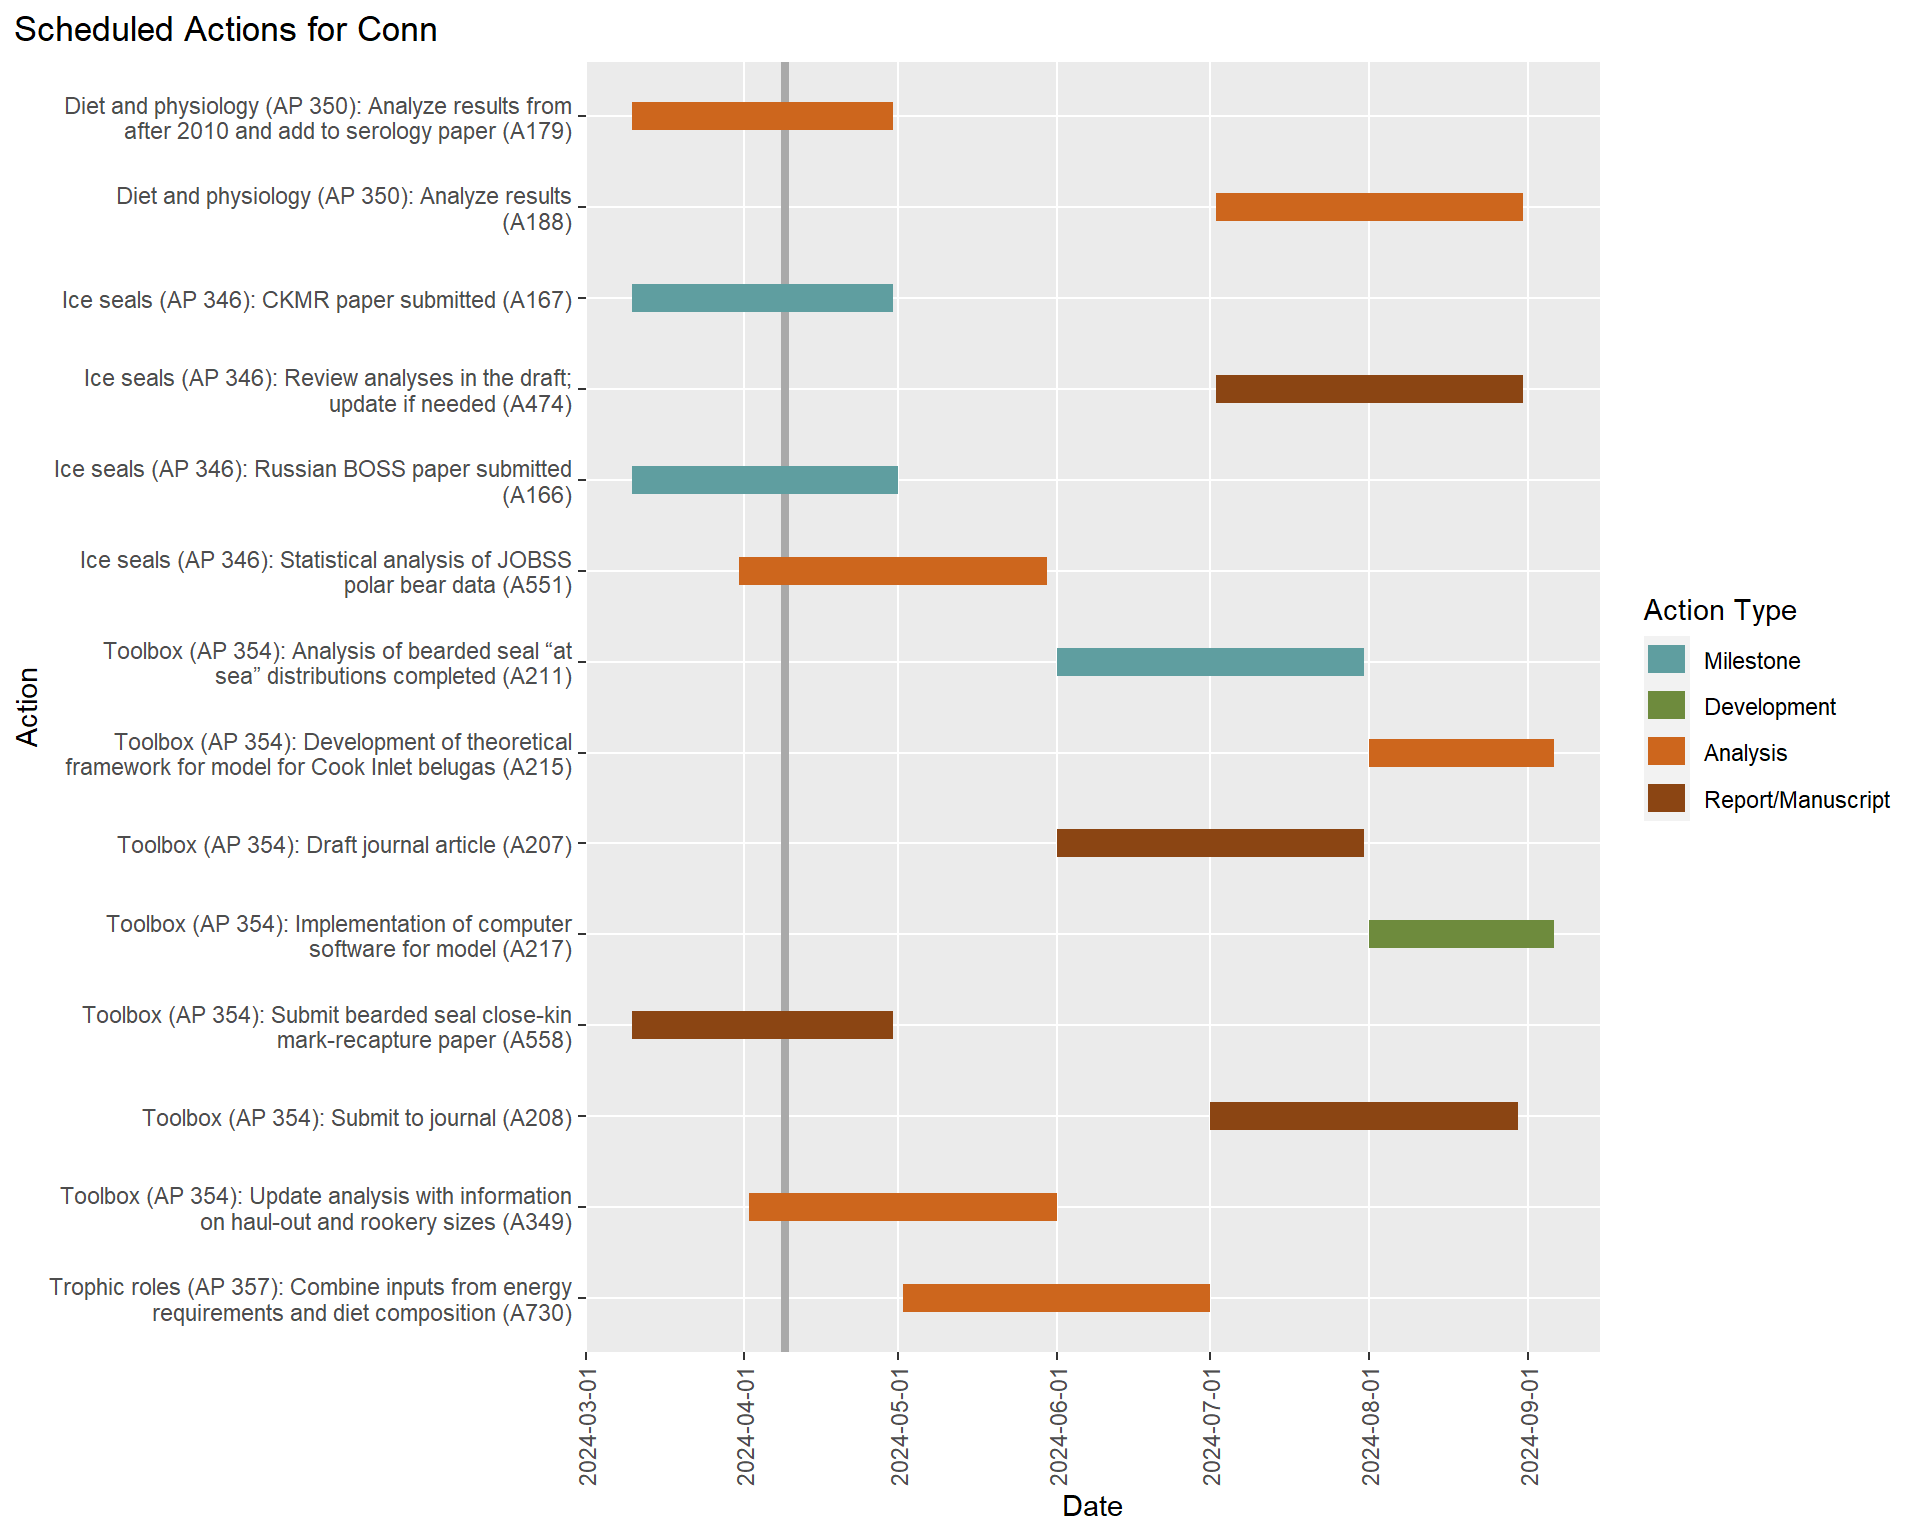 Scheduled Actions for Conn
Diet and physiology (AP 350): Analyze results from
after 2010 and add to serology paper (A179)
Diet and physiology (AP 350): Analyze results
(A188)
Ice seals (AP 346): CKMR paper submitted (A167)
Ice seals (AP 346): Review analyses in the draft;
update if needed (A474)
Ice seals (AP 346): Russian BOSS paper submitted
(A166)
Ice seals (AP 346): Statistical analysis of JOBSS
polar bear data (A551)
Toolbox (AP 354): Analysis of bearded seal “at
sea” distributions completed (A211)
Toolbox (AP 354): Development of theoretical
framework for model for Cook Inlet belugas (A215)
Toolbox (AP 354): Draft journal article (A207)
Toolbox (AP 354): Implementation of computer
software for model (A217)
Toolbox (AP 354): Submit bearded seal close-kin
mark-recapture paper (A558)
Toolbox (AP 354): Submit to journal (A208)
Toolbox (AP 354): Update analysis with information
on haul-out and rookery sizes (A349)
Trophic roles (AP 357): Combine inputs from energy
requirements and diet composition (A730)
Action
2024-03-01
2024-04-01
2024-05-01
2024-06-01
2024-07-01
2024-08-01
2024-09-01
Date
Action Type
Milestone
Development
Analysis
Report/Manuscript